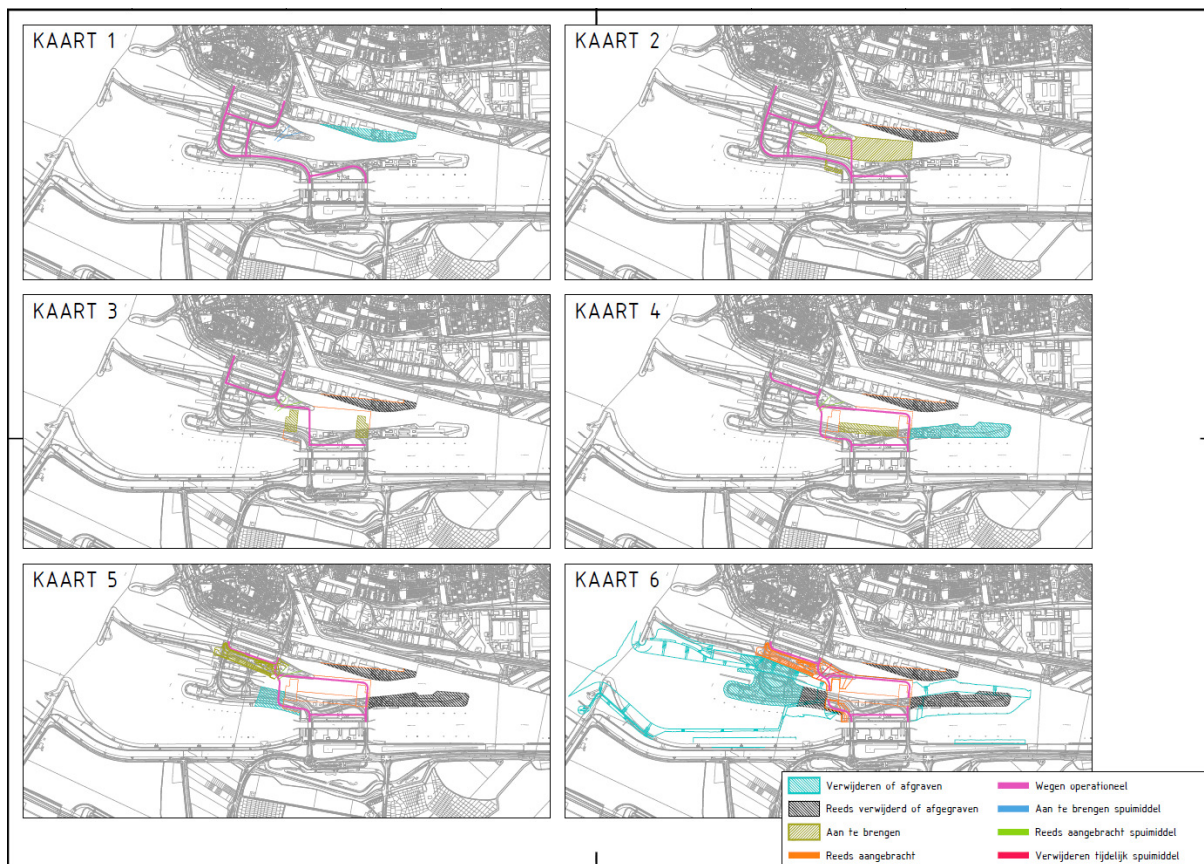 KAART 1
KAART 2
KAART 3
KAART 4
KAART 5
KAART 6
Verwijderen of afgraven
Wegen operationeel
Reeds verwijderd of afgegraven
Aan te brengen spuimiddel
Aan te brengen
Reeds aangebracht spuimiddel
Reeds aangebracht
Verwijderen tijdelijk spuimiddel